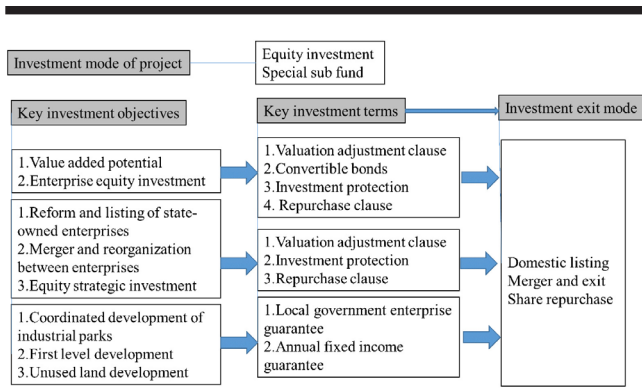 Investment mode of project
Equity investment
Special sub fund
Key investment objectives
Key investment terms
Investment exit mode
1.Value added potential
2.Enterprise equity investment
1.Valuation adjustment clause
2.Convertible bonds
3.Investment protection
4. Repurchase clause
1.Reform and listing of state-
owned enterprises
2.Merger and reorganization
between enterprises
3.Equity strategic investment
1.Valuation adjustment clause
2.Investment protection
3.Repurchase clause
1.Coordinated development of
industrial parks
2.First level development
3.Unused land development
1.Local government enterprise
guarantee
2.Annual fixed income
guarantee
Domestic listing
Merger and exit
Share repurchase